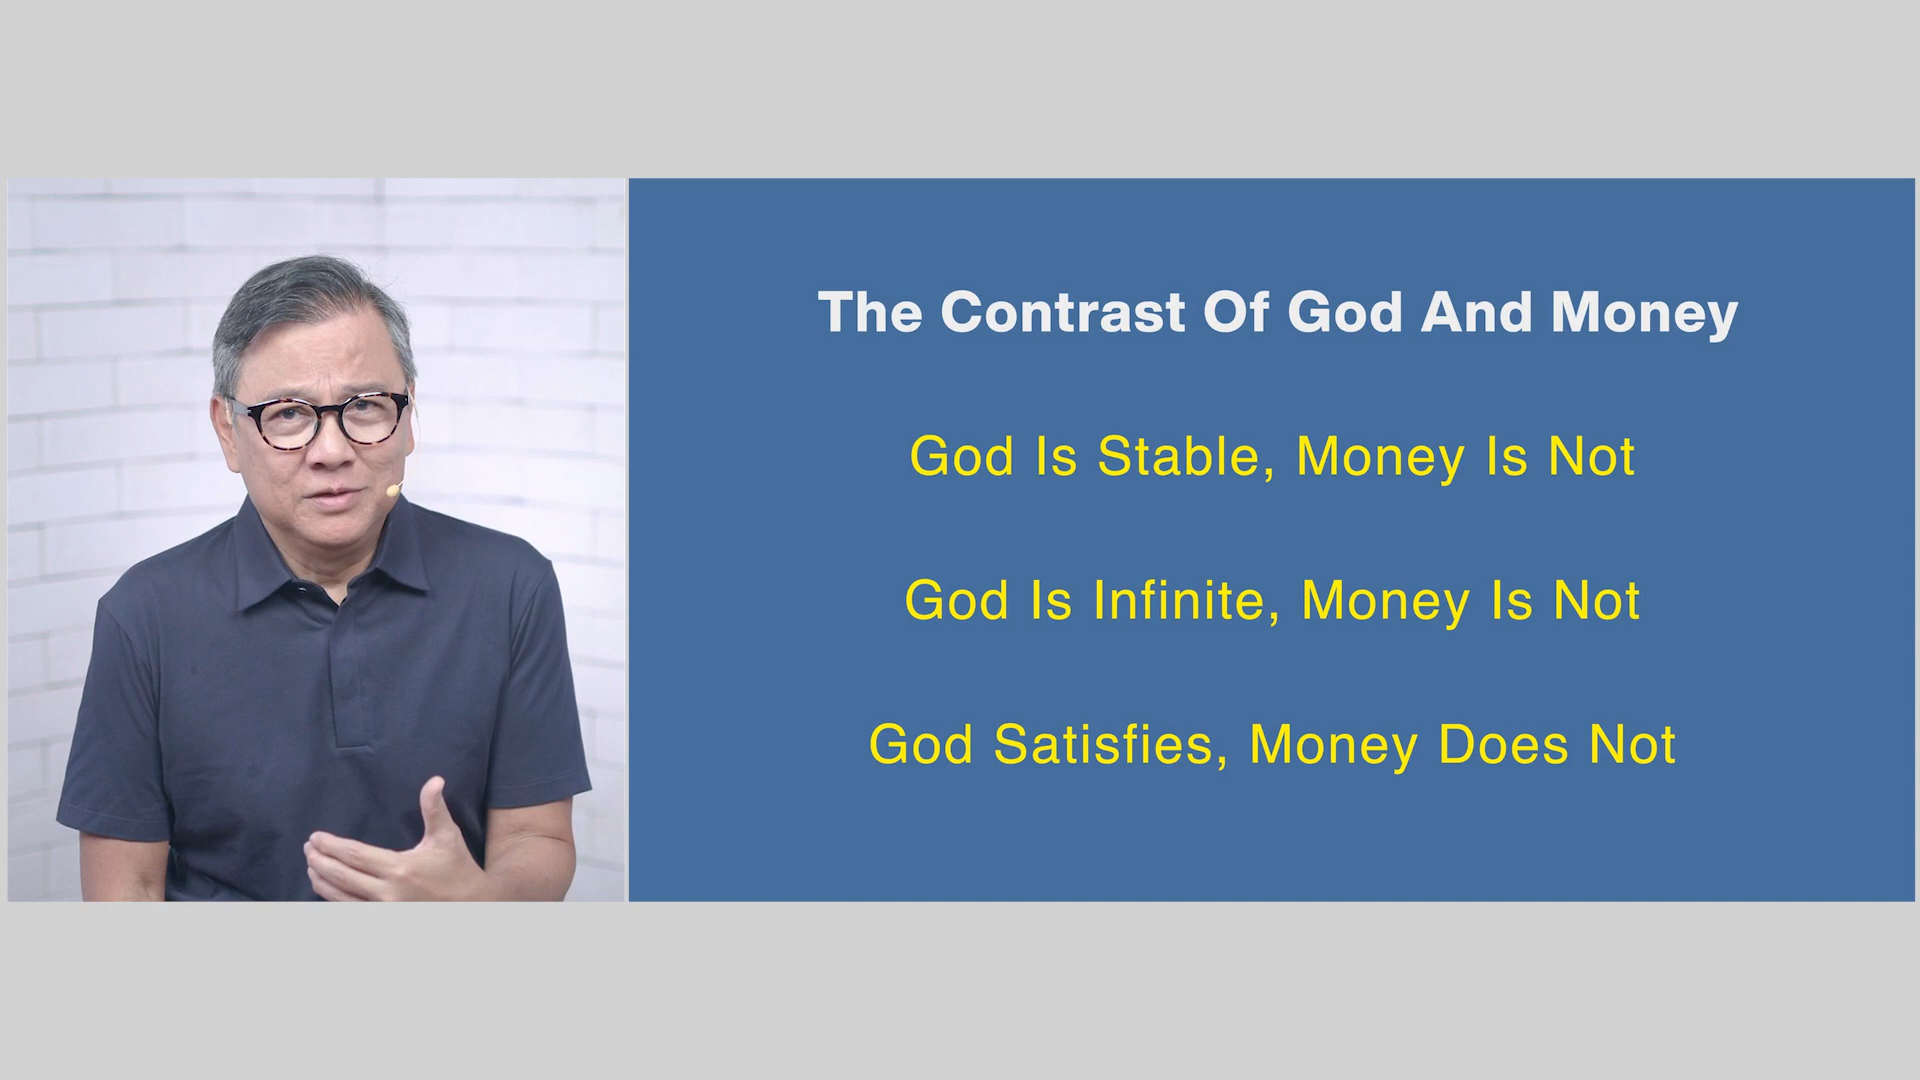 The Contrast Of God And Money
God Is Stable, Money Is Not
God Is Infinite, Money Is Not
God Satisfies, Money Does Not